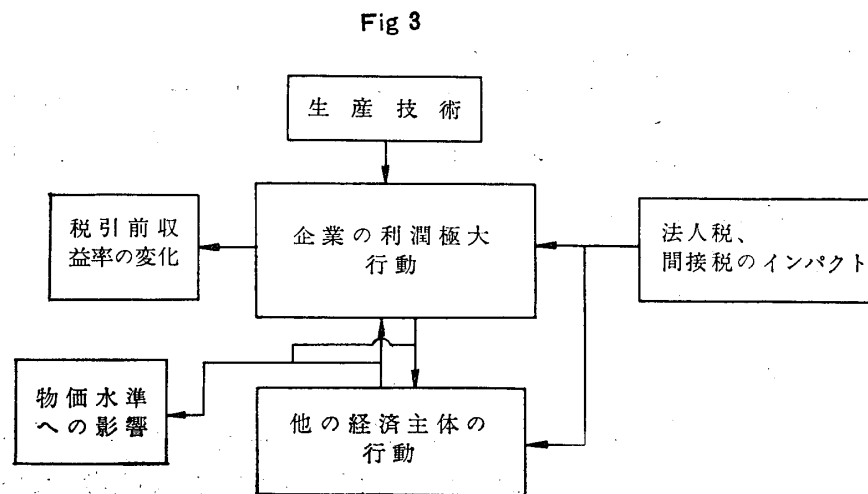 Fig 3
生産技術
税引前収
益率の変化
企業の利潤極大
行動
法人税、
間接税のインパクト
物価水準
への影響
他の経済主体の
行動